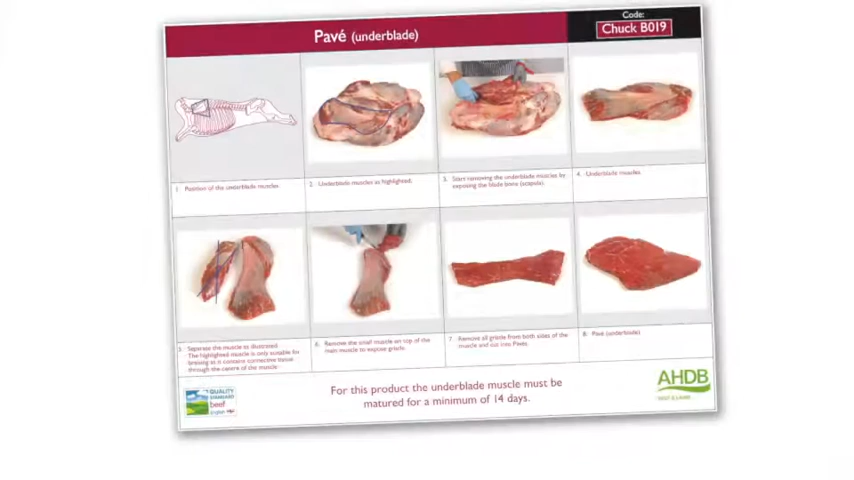 Pavé (underblade)
Code:
Chuck B019
1 Position of the underblade muscles.
2. Underblade muscles as highlighted.
3. Start removing the underblade muscles by
exposing the blade bone (scapula).
4. Underblade muscles.
5. Separate the muscle as illustrated.
The highlighted muscle is only suitable for
braising as it contains connective tissue
through the centre of the muscle.
6. Remove the small muscle on top of the
main muscle to expose gristle.
7. Remove all gristle from both sides of the
muscle and cut into Pavés.
8. Pavé (underblade)
QUALITY
STANDARD
beef
English
For this product the underblade muscle must be
matured for a minimum of 14 days.
AHDB
BEEF & LAMB